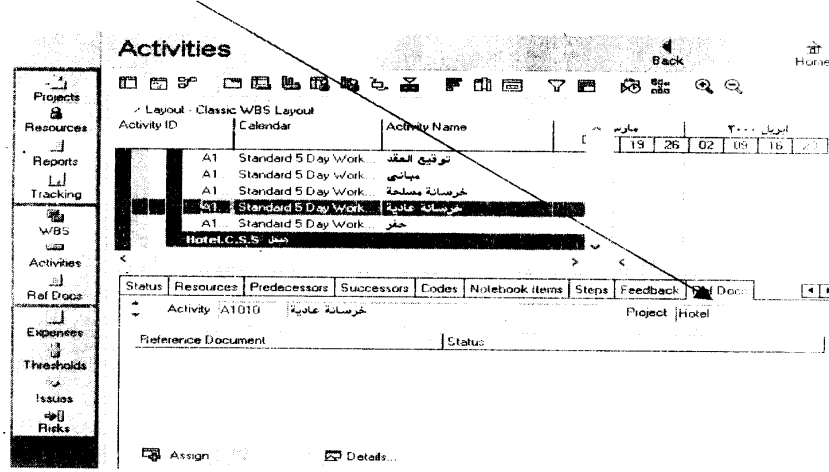 Activities
Back
Home
Projects
Resources
Reports
Tracking
WBS
Activities
Ref Docs
Expenses
Thresholds
Issues
Risks
Layout - Classic WBS Layout
Activity ID Calendar Activity Name
مارس ابريل ٢٠٠٠
19 26 02 09 16 23
A1... Standard 5 Day Work... توقيع العقد
A1... Standard 5 Day Work... مبانى
A1... Standard 5 Day Work... خرسانة مسلحة
A1... Standard 5 Day Work... خرسانة عادية
A1... Standard 5 Day Work... حفر
Hotel.C.S.S
Status Resources Predecessors Successors Codes Notebook Items Steps Feedback Ref Docs
Activity A1010 خرسانة عادية Project Hotel
Reference Document Status
Assign Details...